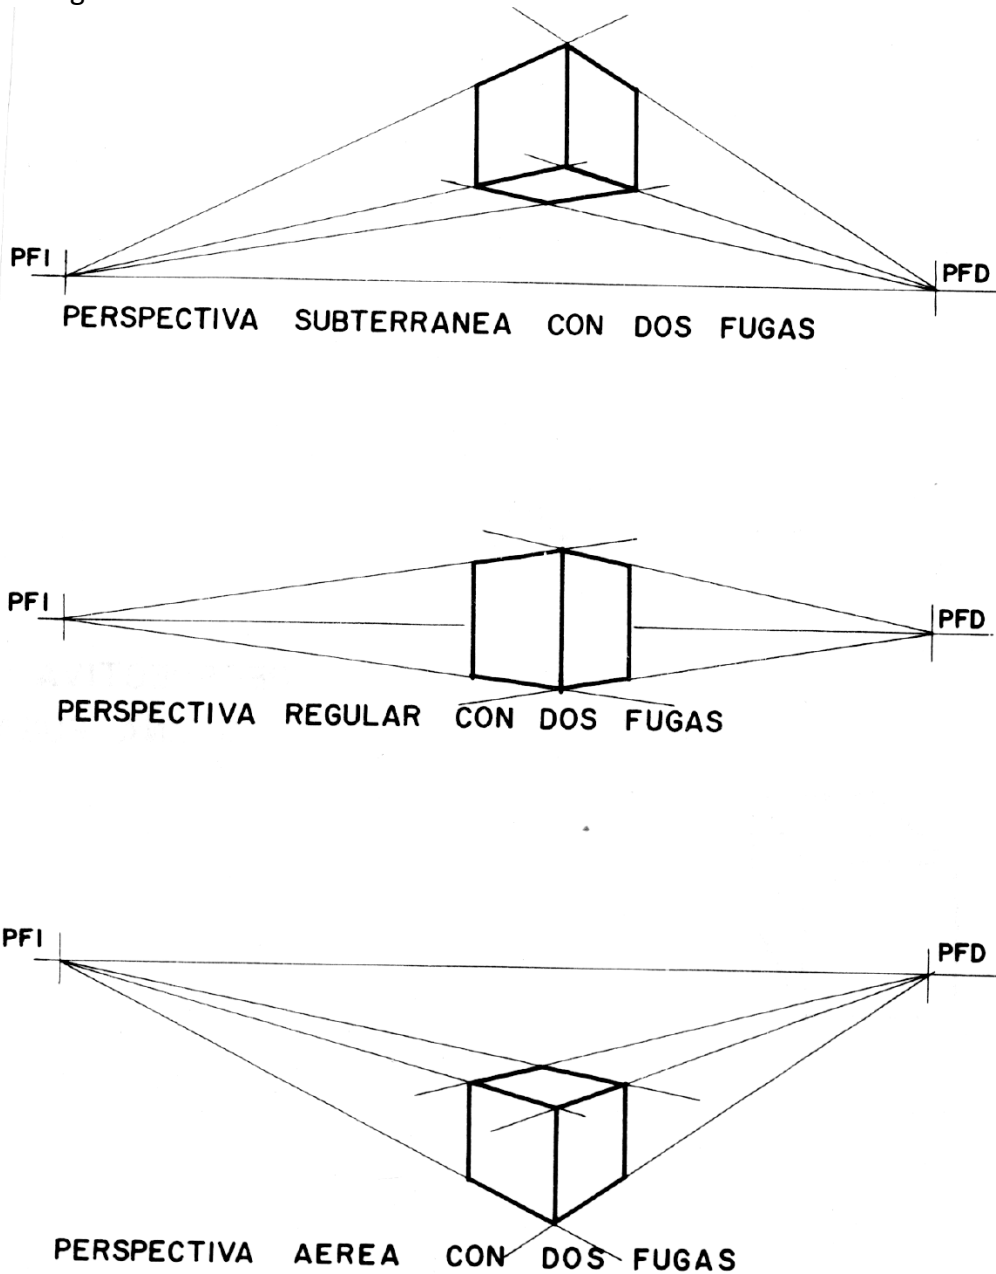 PFI
PFD
PERSPECTIVA SUBTERRANEA CON DOS FUGAS
PFI
PFD
PERSPECTIVA REGULAR CON DOS FUGAS
PFI
PFD
PERSPECTIVA AEREA CON DOS FUGAS